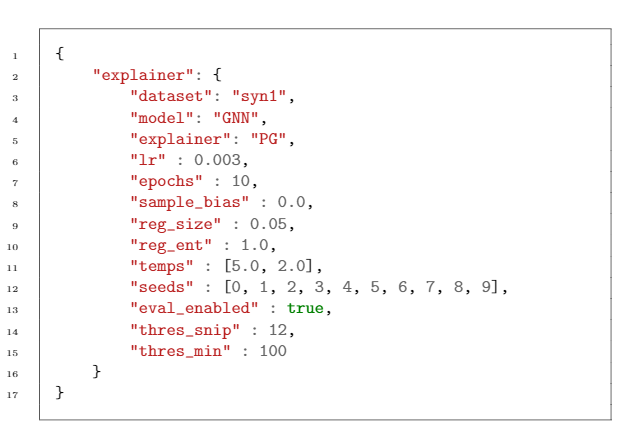 1 {
2     "explainer": {
3         "dataset": "syn1",
4         "model": "GNN",
5         "explainer": "PG",
6         "lr" : 0.003,
7         "epochs" : 10,
8         "sample_bias" : 0.0,
9         "reg_size" : 0.05,
10         "reg_ent" : 1.0,
11         "temps" : [5.0, 2.0],
12         "seeds" : [0, 1, 2, 3, 4, 5, 6, 7, 8, 9],
13         "eval_enabled" : true,
14         "thres_snip" : 12,
15         "thres_min" : 100
16     }
17 }